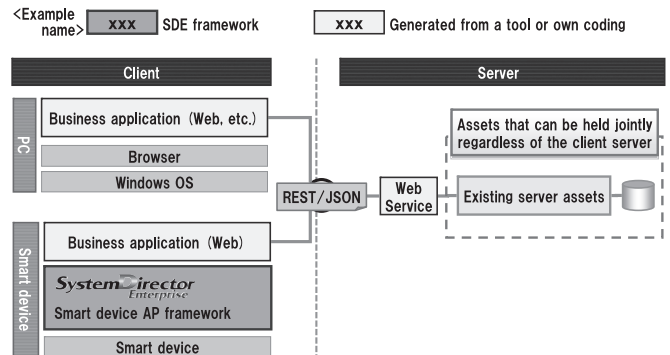 <Example
name>
xxx
SDE framework
xxx
Generated from a tool or own coding
Client
Server
PC
Business application (Web, etc.)
Browser
Windows OS
Assets that can be held jointly
regardless of the client server
REST/JSON
Web
Service
Existing server assets
Smart device
Business application (Web)
SystemDirector
Enterprise
Smart device AP framework
Smart device